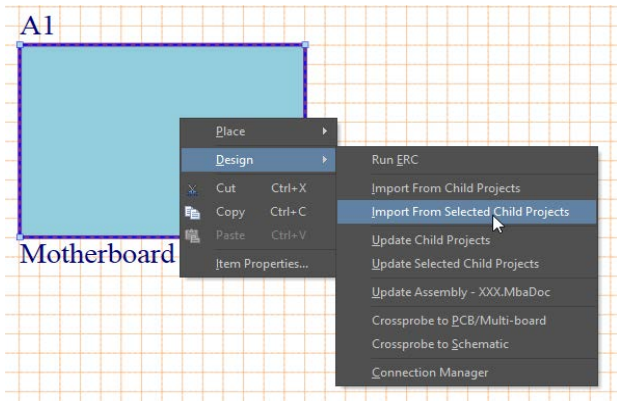 A1
Motherboard
Place
Design
Cut Ctrl+X
Copy Ctrl+C
Paste Ctrl+V
Item Properties...
Run ERC
Import From Child Projects
Import From Selected Child Projects
Update Child Projects
Update Selected Child Projects
Update Assembly - XXX.MbaDoc
Crossprobe to PCB/Multi-board
Crossprobe to Schematic
Connection Manager